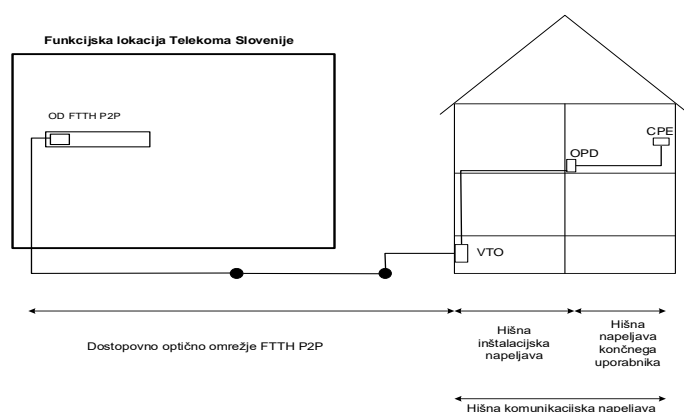 Funkcijska lokacija Telekoma Slovenije
OD FTTH P2P
CPE
OPD
VTO
Dostopovno optično omrežje FTTH P2P
Hišna
inštalacijska
napeljava
Hišna
napeljava
končnega
uporabnika
Hišna komunikacijska napeljava